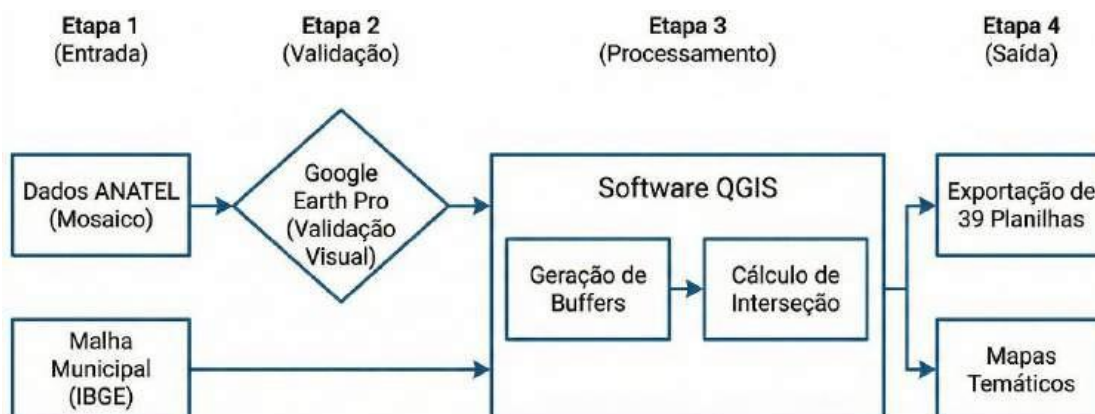 Etapa 1
(Entrada)
Etapa 2
(Validação)
Etapa 3
(Processamento)
Etapa 4
(Saída)
Dados ANATEL
(Mosaico)
Google
Earth Pro
(Validação
Visual)
Software QGIS
Geração de
Buffers
Cálculo de
Interseção
Exportação de
39 Planilhas
Malha
Municipal
(IBGE)
Mapas
Temáticos